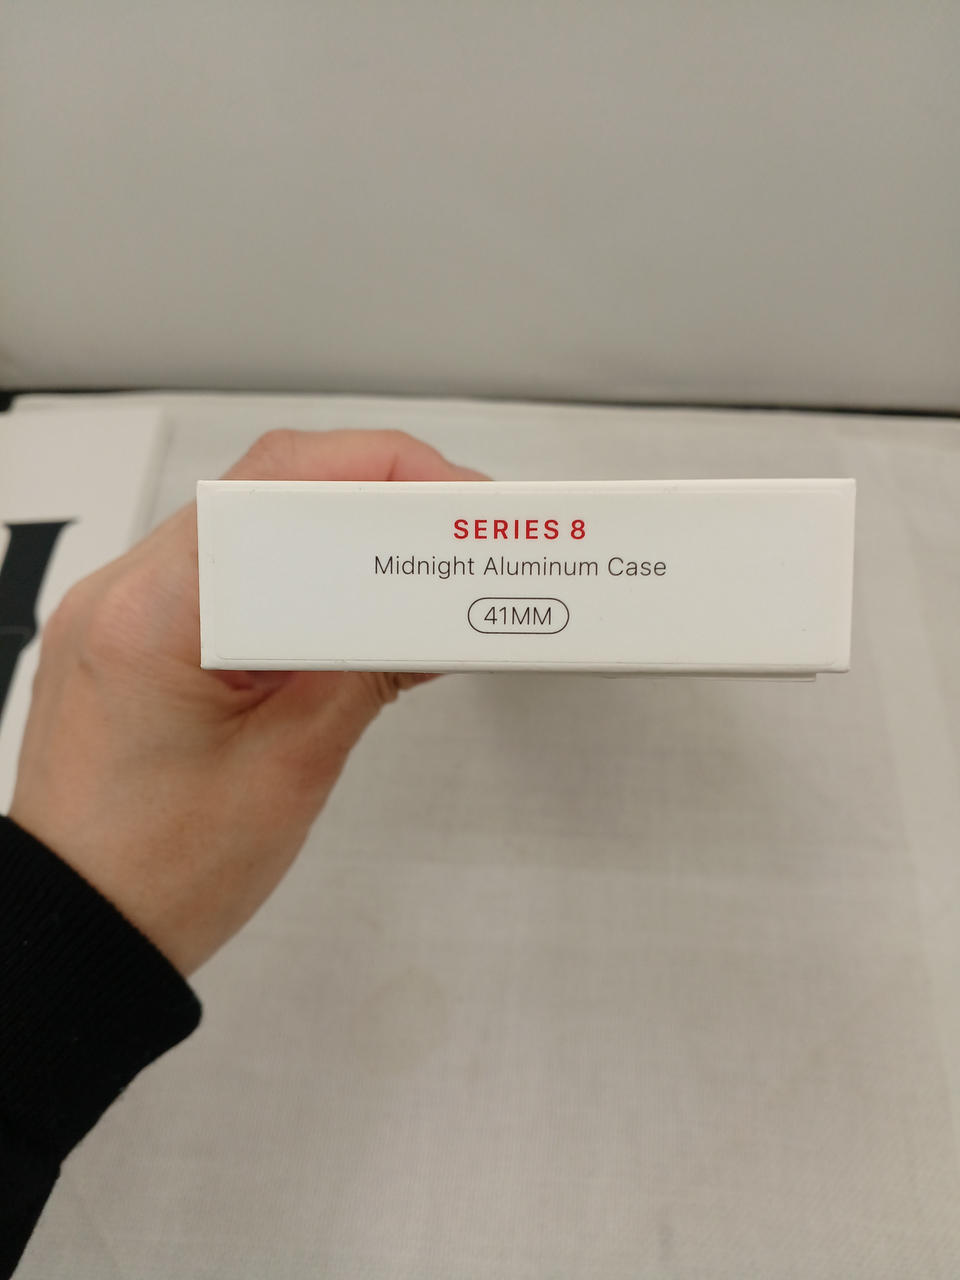 SERIES 8
Midnight Aluminum Case
41MM